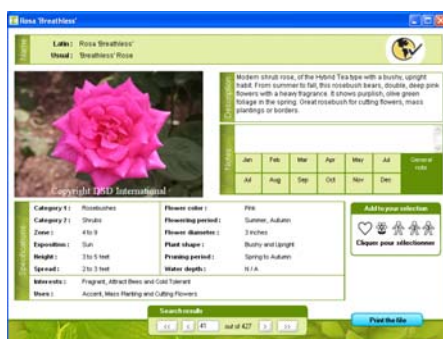 Rosa 'Breathless'
Name
Latin : Rosa 'Breathless'
Usual : 'Breathless' Rose
Description
Modern shrub rose, of the Hybrid Tea type with a bushy, upright
habit. From summer to fall, this rosebush bears, double, deep pink
flowers with a heavy fragrance. It shows purplish, olive green
foliage in the spring. Great rosebush for cutting flowers, mass
plantings or borders.
Notes
Jan Feb Mar Apr May Jul General
note
Jul Aug Sep Oct Nov Dec
Copyright DSD International
Specifications
Category 1 : Rosebushes Flower color : Pink
Category 2 : Shrubs Flowering period : Summer, Autumn
Zone : 4 to 9 Flower diameter : 3 inches
Exposition : Sun Plant shape : Bushy and Upright
Height : 3 to 5 feet Pruning period : Spring to Autumn
Spread : 2 to 3 feet Water depth : N / A
Interests : Fragrant, Attract Bees and Cold Tolerant
Uses : Accent, Mass Planting and Cutting Flowers
Add to your selection
Cliquer pour sélectionner
Search results
<< < 41 out of 427 > >>
Print the file